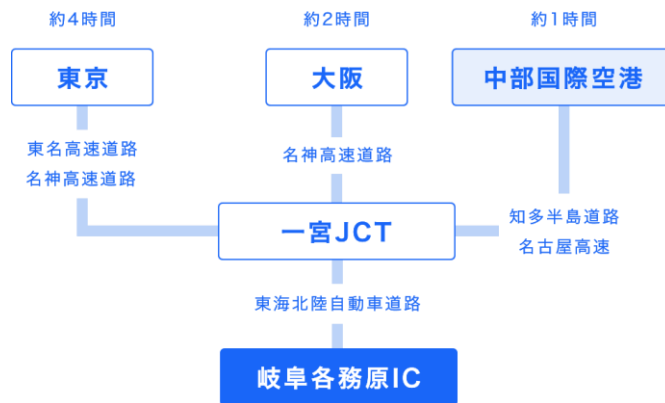 約4時間
約2時間
約1時間
東京
大阪
中部国際空港
東名高速道路
名神高速道路
名神高速道路
知多半島道路
名古屋高速
一宮JCT
東海北陸自動車道路
岐阜各務原IC